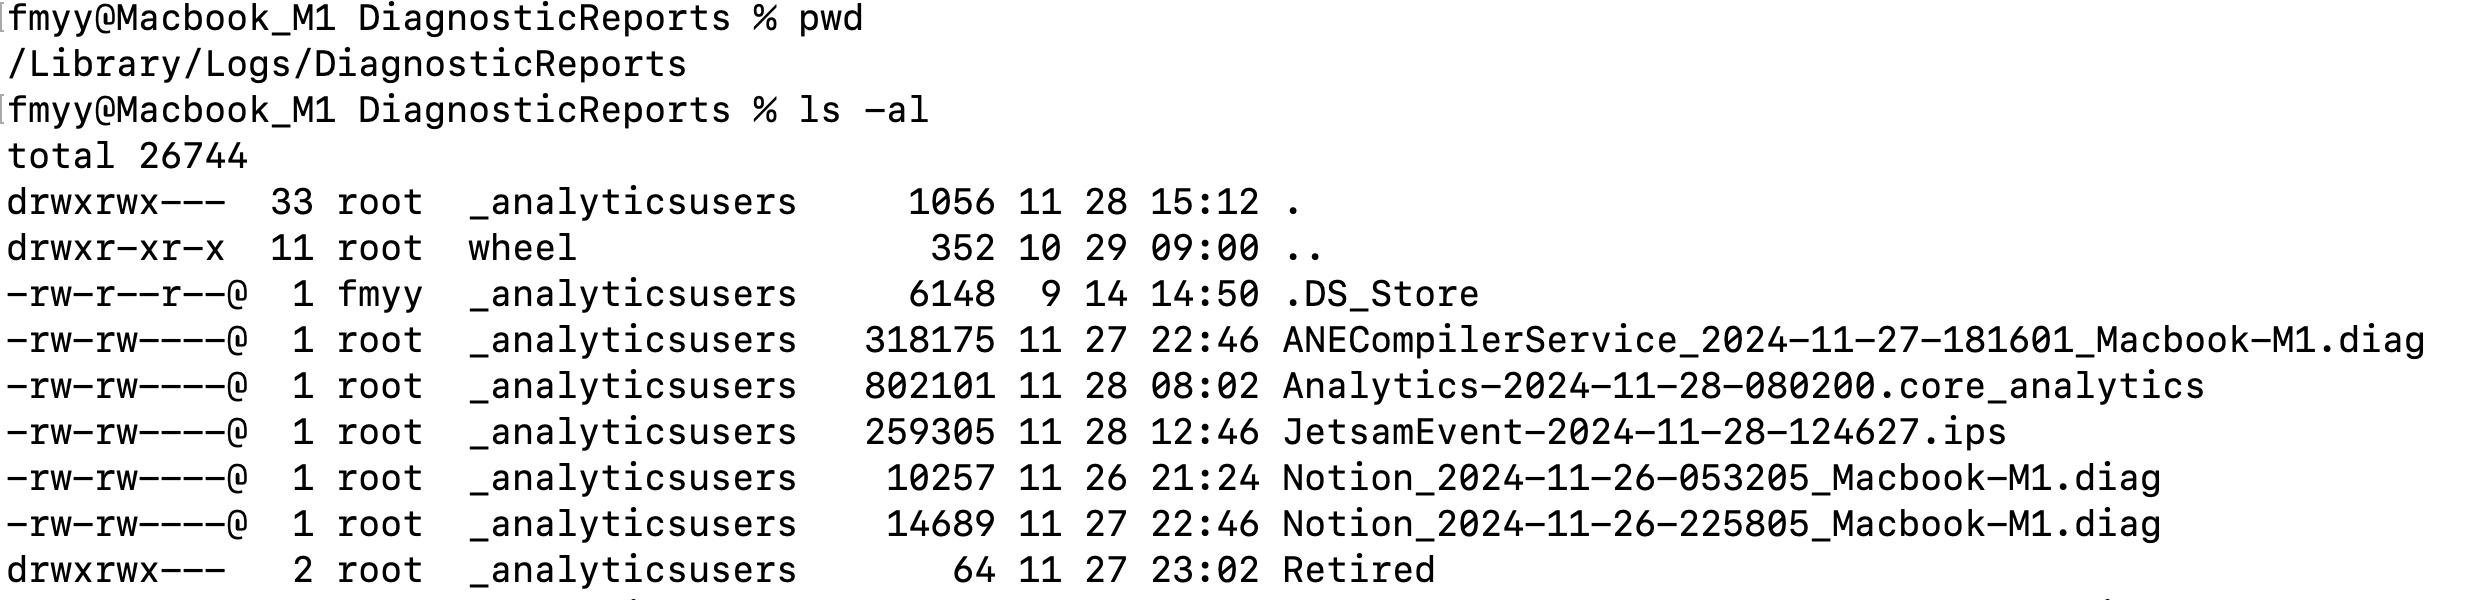 fmyy@Macbook_M1 DiagnosticReports % pwd
/Library/Logs/DiagnosticReports
fmyy@Macbook_M1 DiagnosticReports % ls -al
total 26744
drwxrwx---  33 root  _analyticsusers    1056 11 28 15:12 .
drwxr-xr-x  11 root  wheel               352 10 29 09:00 ..
-rw-r--r--@  1 fmyy  _analyticsusers    6148  9 14 14:50 .DS_Store
-rw-rw----@  1 root  _analyticsusers  318175 11 27 22:46 ANECompilerService_2024-11-27-181601_Macbook-M1.diag
-rw-rw----@  1 root  _analyticsusers  802101 11 28 08:02 Analytics-2024-11-28-080200.core_analytics
-rw-rw----@  1 root  _analyticsusers  259305 11 28 12:46 JetsamEvent-2024-11-28-124627.ips
-rw-rw----@  1 root  _analyticsusers   10257 11 26 21:24 Notion_2024-11-26-053205_Macbook-M1.diag
-rw-rw----@  1 root  _analyticsusers   14689 11 27 22:46 Notion_2024-11-26-225805_Macbook-M1.diag
drwxrwx---   2 root  _analyticsusers      64 11 27 23:02 Retired